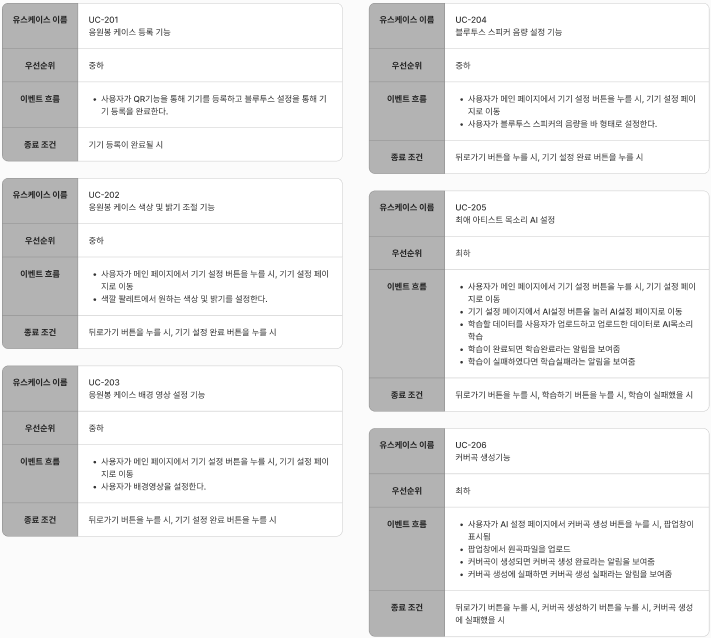 유스케이스 이름
UC-201
응원봉 케이스 등록 기능
우선순위
중하
이벤트 흐름
• 사용자가 QR기능을 통해 기기를 등록하고 블루투스 설정을 통해 기
기 등록을 완료한다.
종료 조건
기기 등록이 완료될 시
유스케이스 이름
UC-202
응원봉 케이스 색상 및 밝기 조절 기능
우선순위
중하
이벤트 흐름
• 사용자가 메인 페이지에서 기기 설정 버튼을 누를 시, 기기 설정 페이
지로 이동
• 색깔 팔레트에서 원하는 색상 및 밝기를 설정한다.
종료 조건
뒤로가기 버튼을 누를 시, 기기 설정 완료 버튼을 누를 시
유스케이스 이름
UC-203
응원봉 케이스 배경 영상 설정 기능
우선순위
중하
이벤트 흐름
• 사용자가 메인 페이지에서 기기 설정 버튼을 누를 시, 기기 설정 페이
지로 이동
• 사용자가 배경영상을 설정한다.
종료 조건
뒤로가기 버튼을 누를 시, 기기 설정 완료 버튼을 누를 시
유스케이스 이름
UC-204
블루투스 스피커 음량 설정 기능
우선순위
중하
이벤트 흐름
• 사용자가 메인 페이지에서 기기 설정 버튼을 누를 시, 기기 설정 페이
지로 이동
• 사용자가 블루투스 스피커의 음량을 바 형태로 설정한다.
종료 조건
뒤로가기 버튼을 누를 시, 기기 설정 완료 버튼을 누를 시
유스케이스 이름
UC-205
최애 아티스트 목소리 AI 설정
우선순위
최하
이벤트 흐름
• 사용자가 메인 페이지에서 기기 설정 버튼을 누를 시, 기기 설정 페이
지로 이동
• 기기 설정 페이지에서 AI설정 버튼을 눌러 AI설정 페이지로 이동
• 학습할 데이터를 사용자가 업로드하고 업로드한 데이터로 AI목소리
학습
• 학습이 완료되면 학습완료라는 알림을 보여줌
• 학습이 실패하였다면 학습실패라는 알림을 보여줌
종료 조건
뒤로가기 버튼을 누를 시, 학습하기 버튼을 누를 시, 학습이 실패했을 시
유스케이스 이름
UC-206
커버곡 생성기능
우선순위
최하
이벤트 흐름
• 사용자가 AI 설정 페이지에서 커버곡 생성 버튼을 누를 시, 팝업창이
표시됨
• 팝업창에서 원곡파일을 업로드
• 커버곡이 생성되면 커버곡 생성 완료라는 알림을 보여줌
• 커버곡 생성에 실패하면 커버곡 생성 실패라는 알림을 보여줌
종료 조건
뒤로가기 버튼을 누를 시, 커버곡 생성하기 버튼을 누를 시, 커버곡 생성
에 실패했을 시